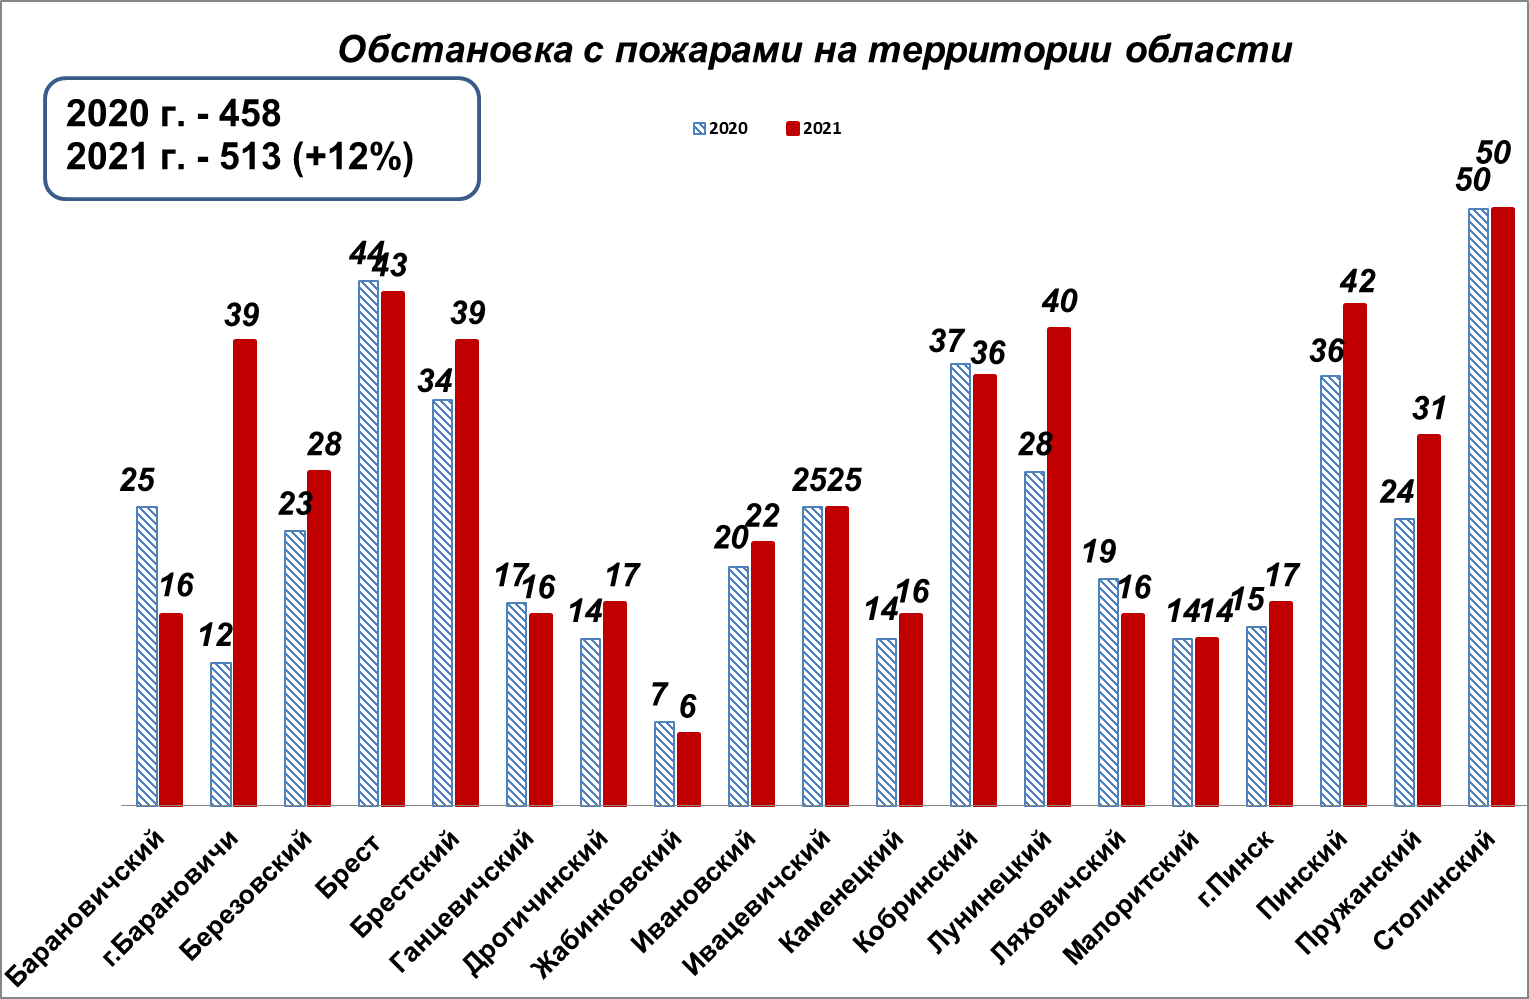 Обстановка с пожарами на территории области
2020 г. - 458
2021 г. - 513 (+12%)
2020 2021
25 16
12 39
23 28
44 43
34 39
17 16
14 17
7 6
20 22
25 25
14 16
37 36
28 40
19 16
14 14
15 17
36 42
24 31
50 50
Барановичский
г.Барановичи
Березовский
Брест
Брестский
Ганцевичский
Дрогичинский
Жабинковский
Ивановский
Ивацевичский
Каменецкий
Кобринский
Лунинецкий
Ляховичский
Малоритский
г.Пинск
Пинский
Пружанский
Столинский